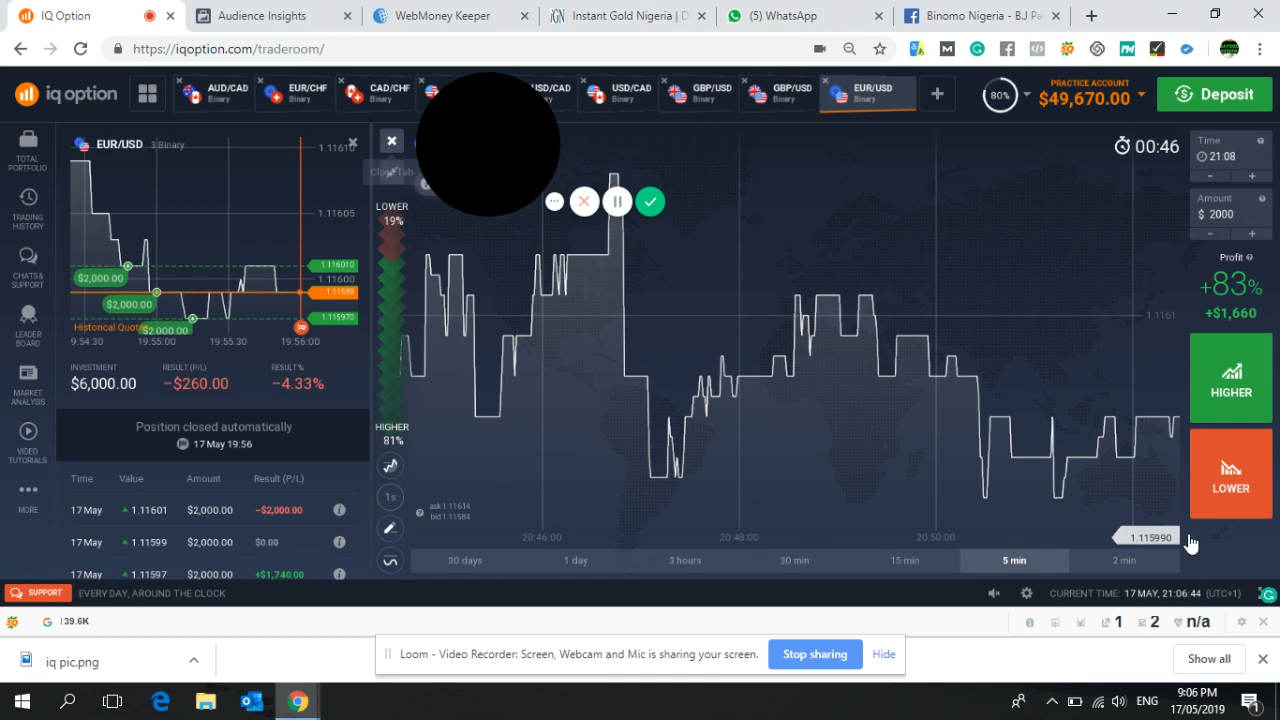 IQ Option
Audience Insights
WebMoney Keeper
Instant Gold Nigeria | D
(5) WhatsApp
Binomo Nigeria - BJ Pa
https://iqoption.com/traderoom/
iq option
AUD/CAD
Binary
EUR/CHF
Binary
CAD/CHF
Binary
SD/CAD
Binary
USD/CAD
Binary
GBP/USD
Binary
GBP/USD
Binary
EUR/USD
Binary
80%
PRACTICE ACCOUNT
$49,670.00
Deposit
TOTAL
PORTFOLIO
TRADING
HISTORY
CHATS &
SUPPORT
LEADER
BOARD
MARKET
ANALYSIS
VIDEO
TUTORIALS
MORE
EUR/USD 3 Binary
1.11610
1.11605
1.116010
1.11600
1.11599
1.115970
$2,000.00
$2,000.00
$2,000.00
Historical Quotes
9:54:30
19:55:00
19:55:30
19:56:00
INVESTMENT
$6,000.00
RESULT (P/L)
–$260.00
RESULT%
–4.33%
Position closed automatically
17 May 19:56
Time Value Amount Result (P/L)
17 May 1.11601 $2,000.00 –$2,000.00
17 May 1.11599 $2,000.00 $0.00
17 May 1.11597 $2,000.00 +$1,740.00
Close Tab
LOWER
19%
HIGHER
81%
1s
ask 1.11614
bid 1.11584
00:46
1.1161
1.115990
20:46:00
20:48:00
20:50:00
30 days
1 day
3 hours
30 min
15 min
5 min
2 min
Time
21:08
- +
Amount
$ 2000
- +
Profit
+83%
+$1,660
HIGHER
LOWER
SUPPORT
EVERY DAY, AROUND THE CLOCK
CURRENT TIME: 17 MAY, 21:06:44 (UTC+1)
39.6K
1
2
n/a
iq pic.png
Loom - Video Recorder: Screen, Webcam and Mic is sharing your screen.
Stop sharing
Hide
Show all
ENG
9:06 PM
17/05/2019
1